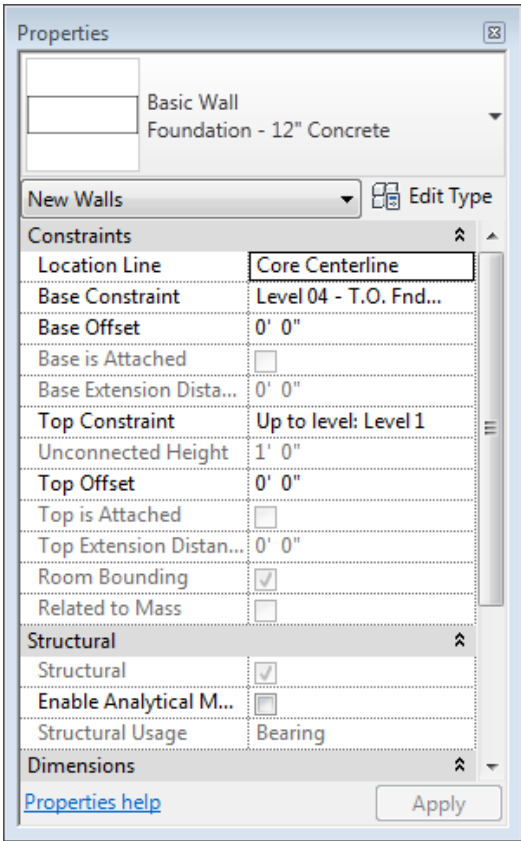 Properties
Basic Wall
Foundation - 12" Concrete
New Walls Edit Type
Constraints
Location Line Core Centerline
Base Constraint Level 04 - T.O. Fnd...
Base Offset 0' 0"
Base is Attached
Base Extension Dista... 0' 0"
Top Constraint Up to level: Level 1
Unconnected Height 1' 0"
Top Offset 0' 0"
Top is Attached
Top Extension Distan... 0' 0"
Room Bounding
Related to Mass
Structural
Structural
Enable Analytical M...
Structural Usage Bearing
Dimensions
Properties help Apply